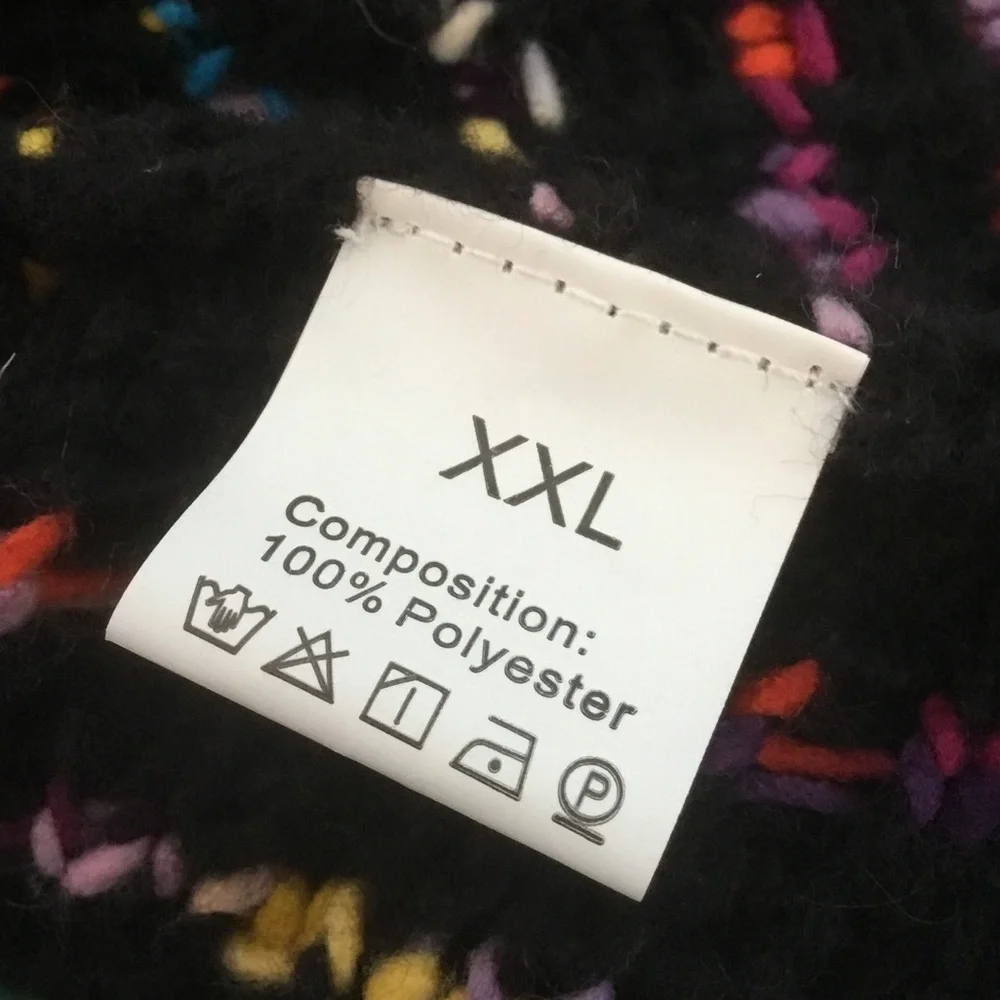 XXL
Composition:
100% Polyester
P